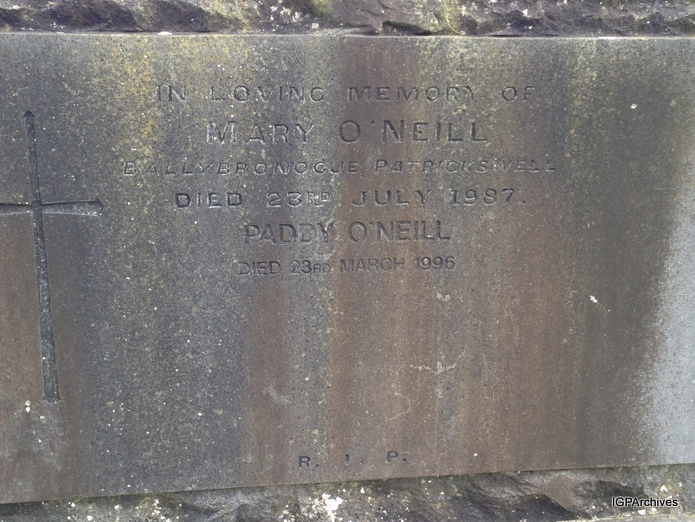 IN LOVING MEMORY OF
MARY O'NEILL
BALLYBRONOGUE, PATRICKSWELL
DIED 23RD JULY 1987.
PADDY O'NEILL
DIED 23RD MARCH 1996
R. I. P.
IGPArchives